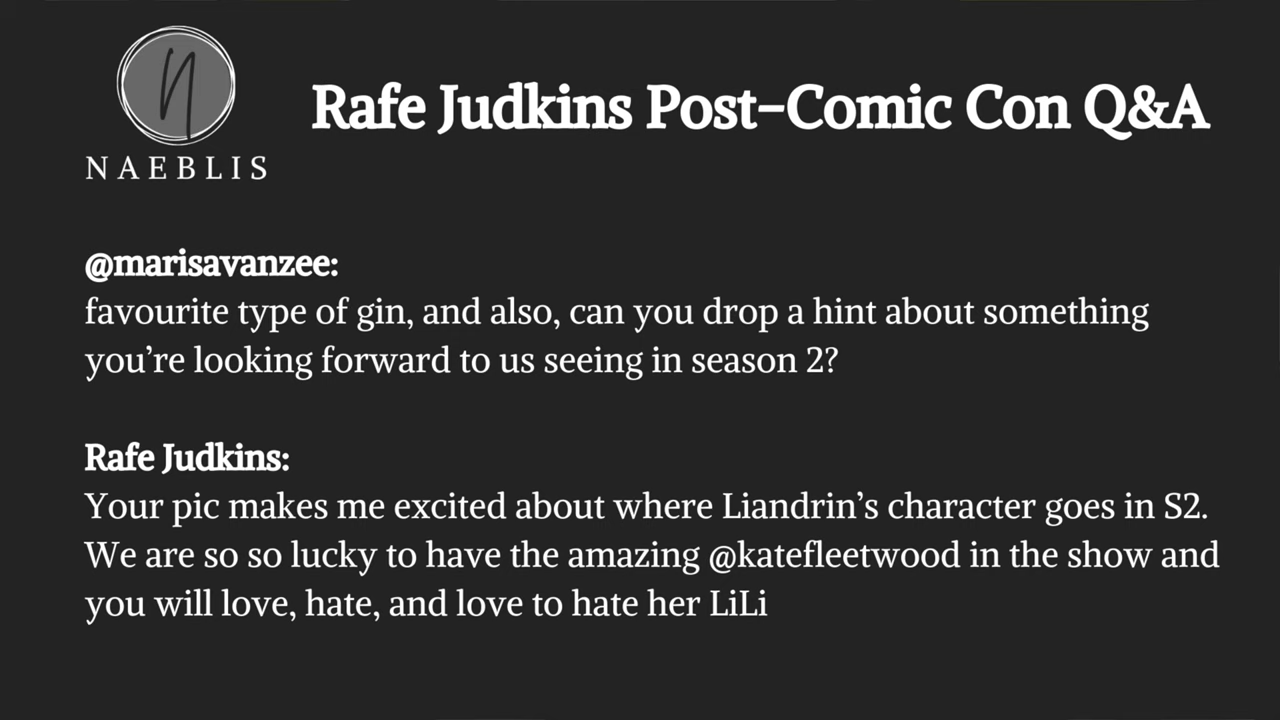 n
NAEBLIS
Rafe Judkins Post-Comic Con Q&A
@marisavanzee:
favourite type of gin, and also, can you drop a hint about something
you're looking forward to us seeing in season 2?
Rafe Judkins:
Your pic makes me excited about where Liandrin's character goes in S2.
We are so so lucky to have the amazing @katefleetwood in the show and
you will love, hate, and love to hate her LiLi